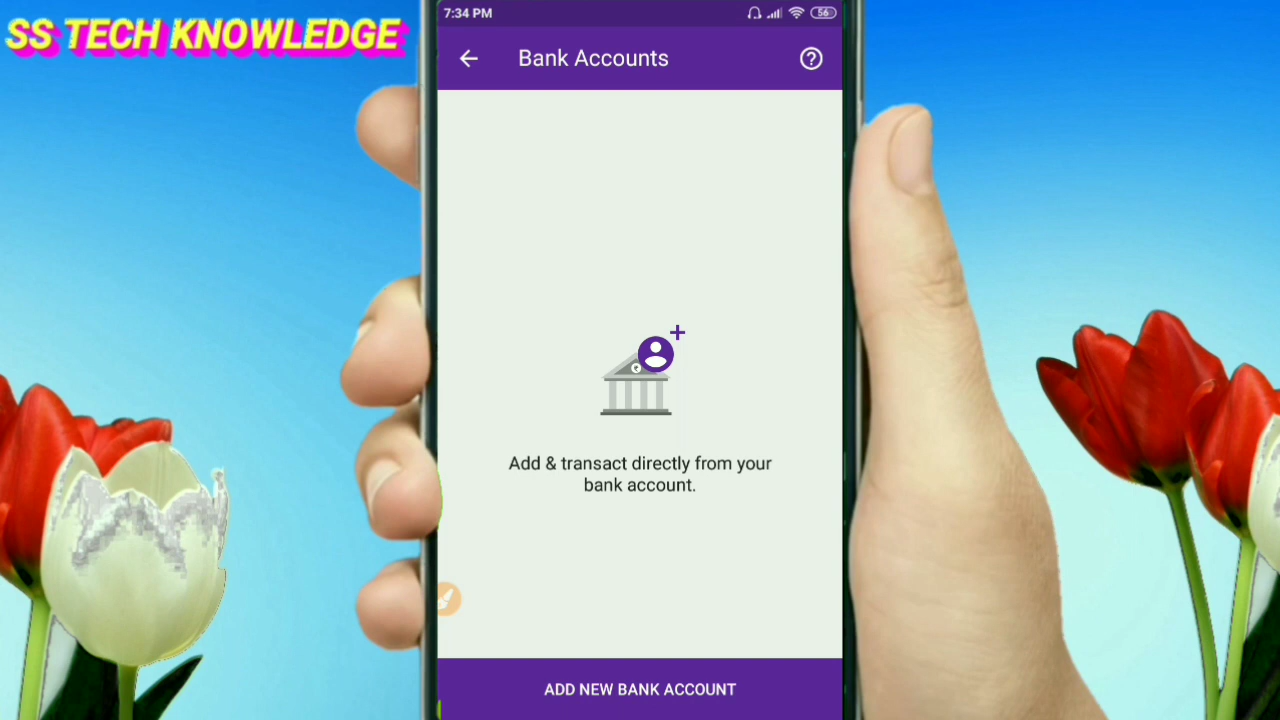 SS TECH KNOWLEDGE
7:34 PM
56
Bank Accounts
₹
Add & transact directly from your
bank account.
ADD NEW BANK ACCOUNT